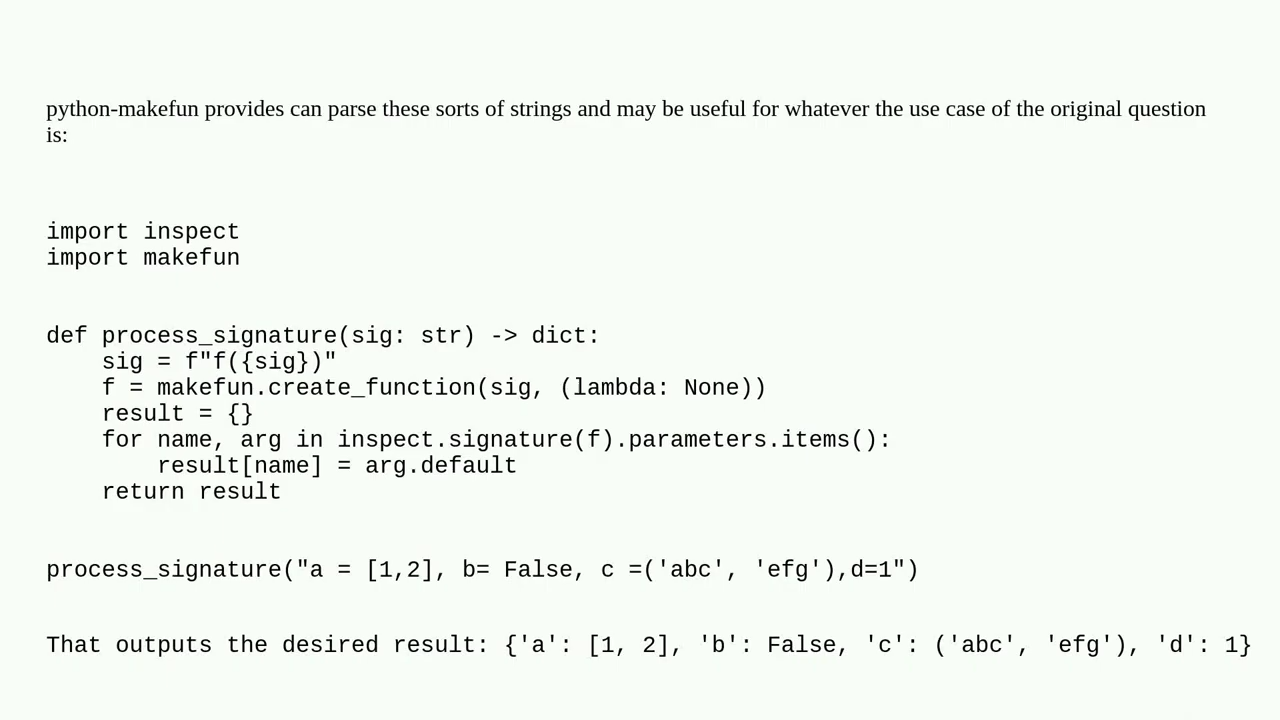 python-makefun provides can parse these sorts of strings and may be useful for whatever the use case of the original question
is:
import inspect
import makefun
def process_signature(sig: str) -> dict:
    sig = f"f({sig})"
    f = makefun.create_function(sig, (lambda: None))
    result = {}
    for name, arg in inspect.signature(f).parameters.items():
        result[name] = arg.default
    return result
process_signature("a = [1,2], b= False, c =('abc', 'efg'),d=1")
That outputs the desired result: {'a': [1, 2], 'b': False, 'c': ('abc', 'efg'), 'd': 1}